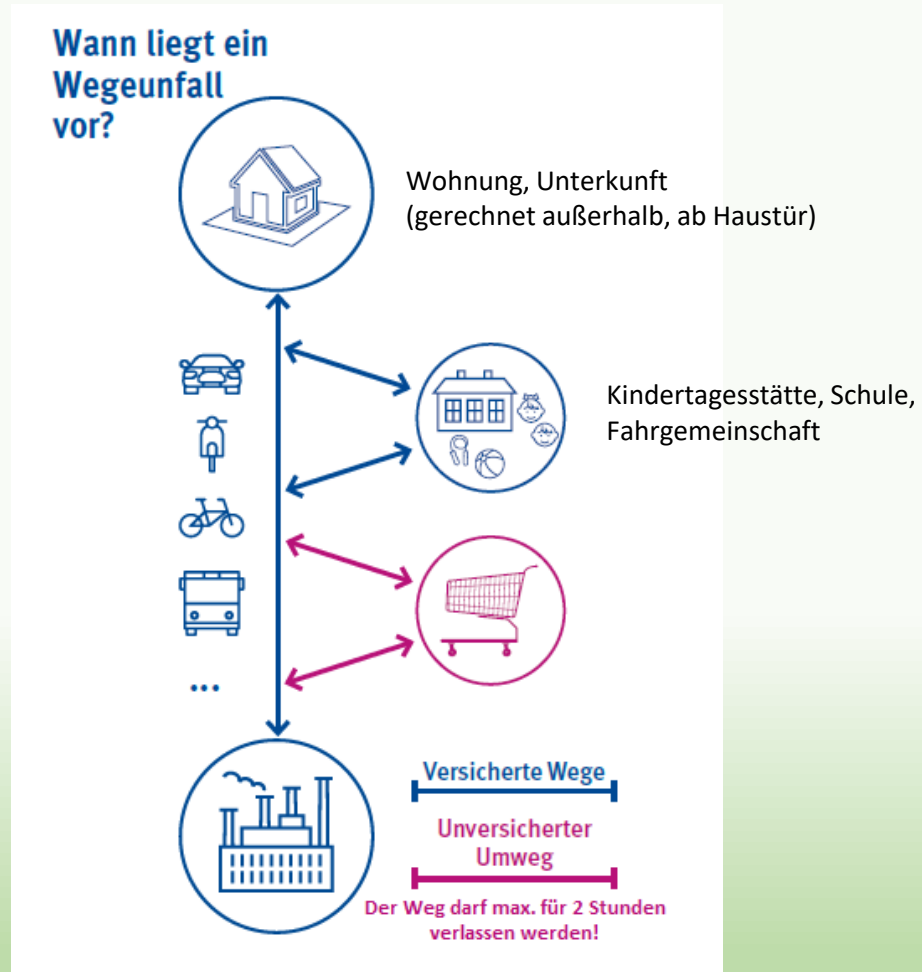 Wann liegt ein
Wegeunfall
vor?
Wohnung, Unterkunft
(gerechnet außerhalb, ab Haustür)
Kindertagesstätte, Schule,
Fahrgemeinschaft
...
Versicherte Wege
Unversicherter
Umweg
Der Weg darf max. für 2 Stunden
verlassen werden!